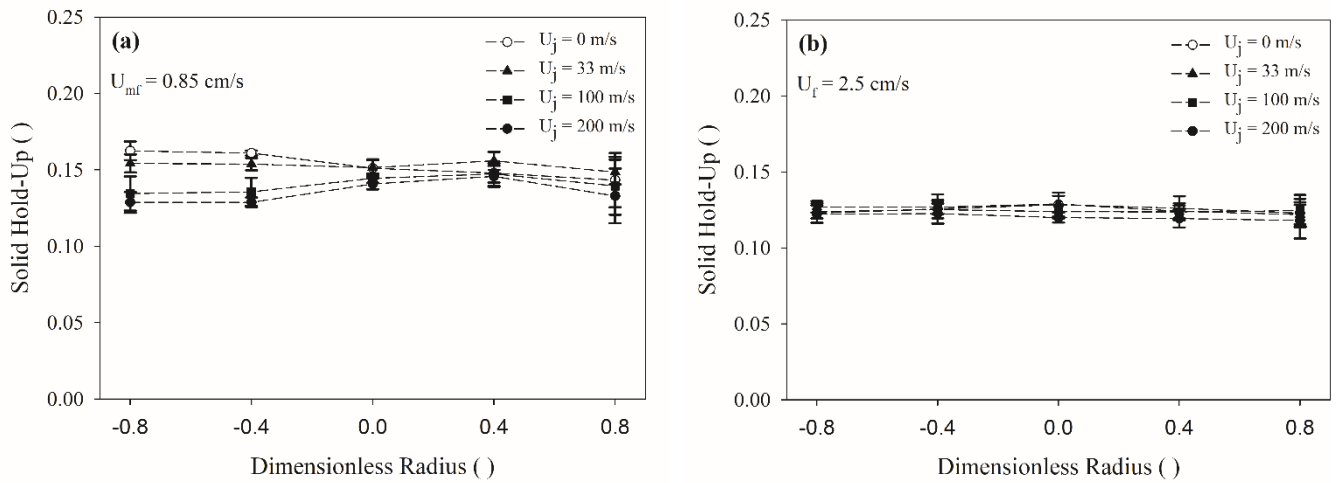 (a)
U_mf = 0.85 cm/s
U_j = 0 m/s
U_j = 33 m/s
U_j = 100 m/s
U_j = 200 m/s
0.25
0.20
0.15
0.10
0.05
0.00
Solid Hold-Up ( )
-0.8 -0.4 0.0 0.4 0.8
Dimensionless Radius ( )
(b)
U_f = 2.5 cm/s
U_j = 0 m/s
U_j = 33 m/s
U_j = 100 m/s
U_j = 200 m/s
0.25
0.20
0.15
0.10
0.05
0.00
Solid Hold-Up ( )
-0.8 -0.4 0.0 0.4 0.8
Dimensionless Radius ( )